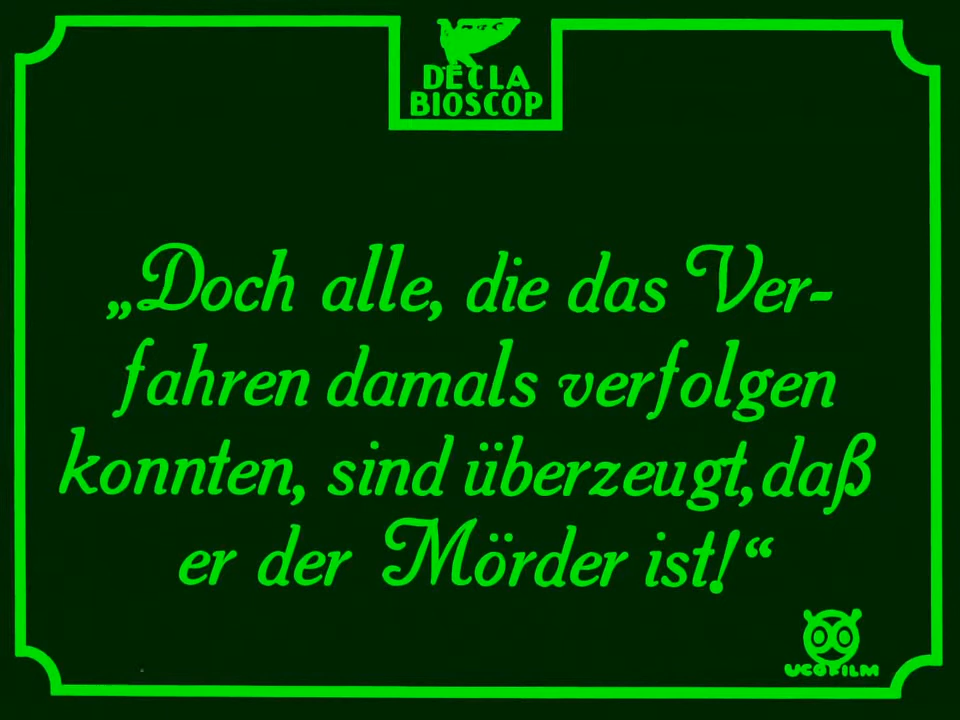 DECLA
BIOSCOP
„Doch alle, die das Ver-
fahren damals verfolgen
konnten, sind überzeugt, daß
er der Mörder ist!“
UCOFILM